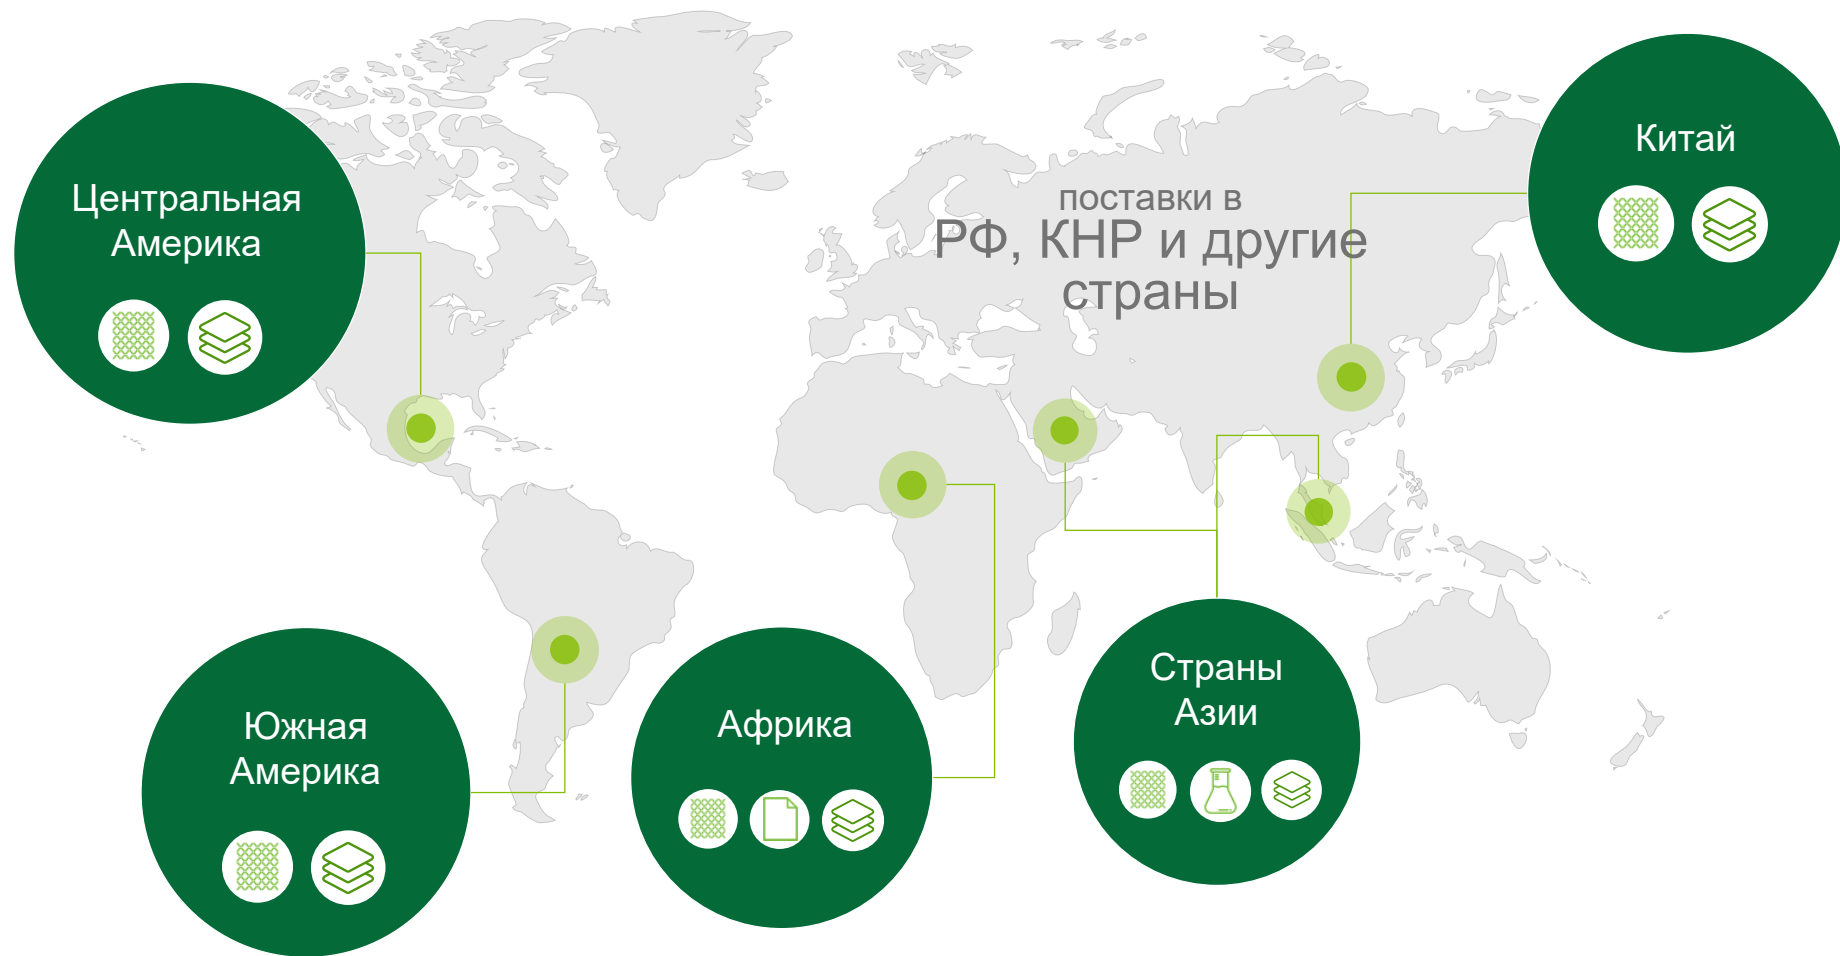 Центральная
Америка
поставки в
РФ, КНР и другие
страны
Китай
Южная
Америка
Африка
Страны
Азии